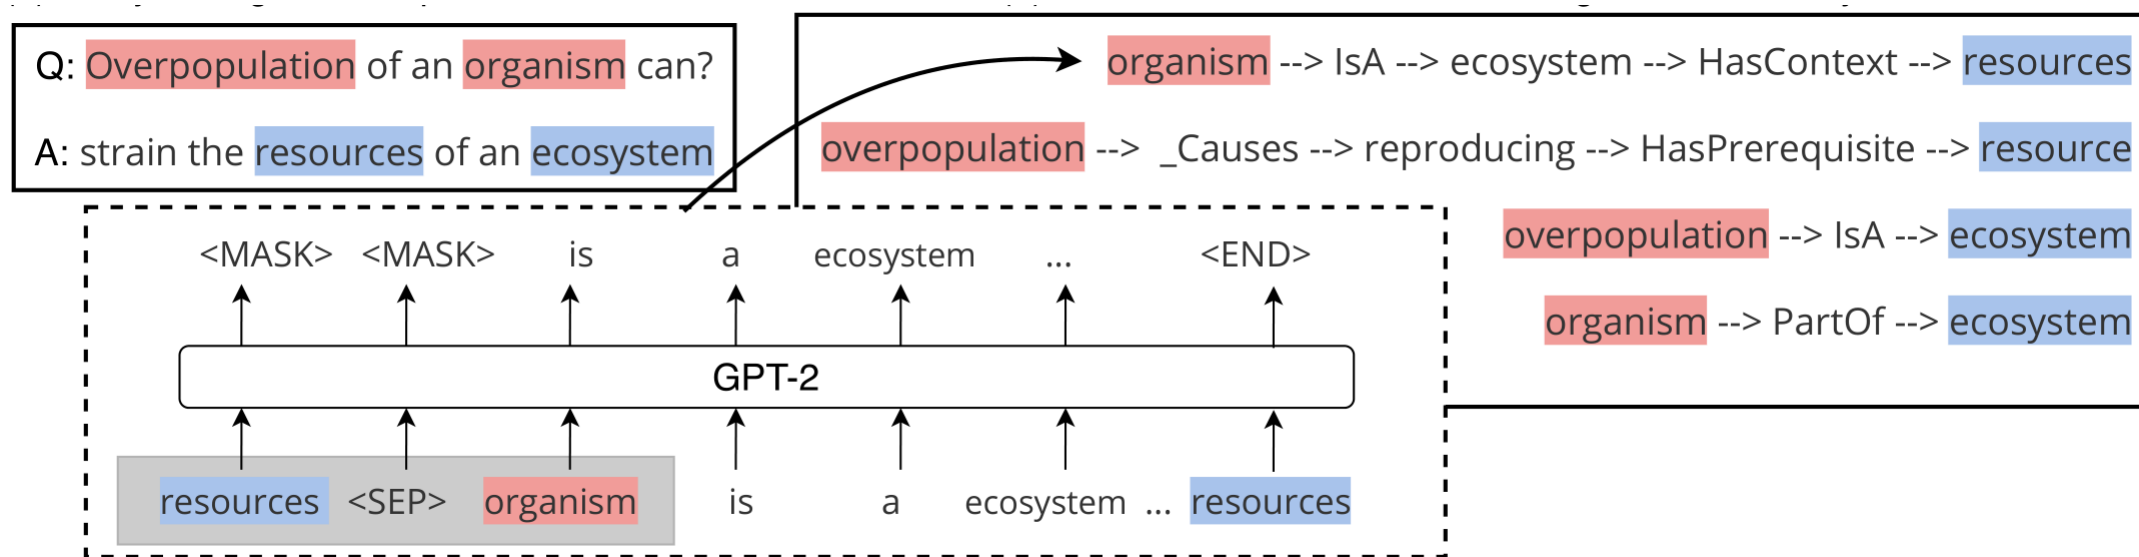 Q: Overpopulation of an organism can?
A: strain the resources of an ecosystem
organism --> IsA --> ecosystem --> HasContext --> resources
overpopulation --> _Causes --> reproducing --> HasPrerequisite --> resource
overpopulation --> IsA --> ecosystem
organism --> PartOf --> ecosystem
<MASK> <MASK> is a ecosystem ... <END>
GPT-2
resources <SEP> organism is a ecosystem ... resources